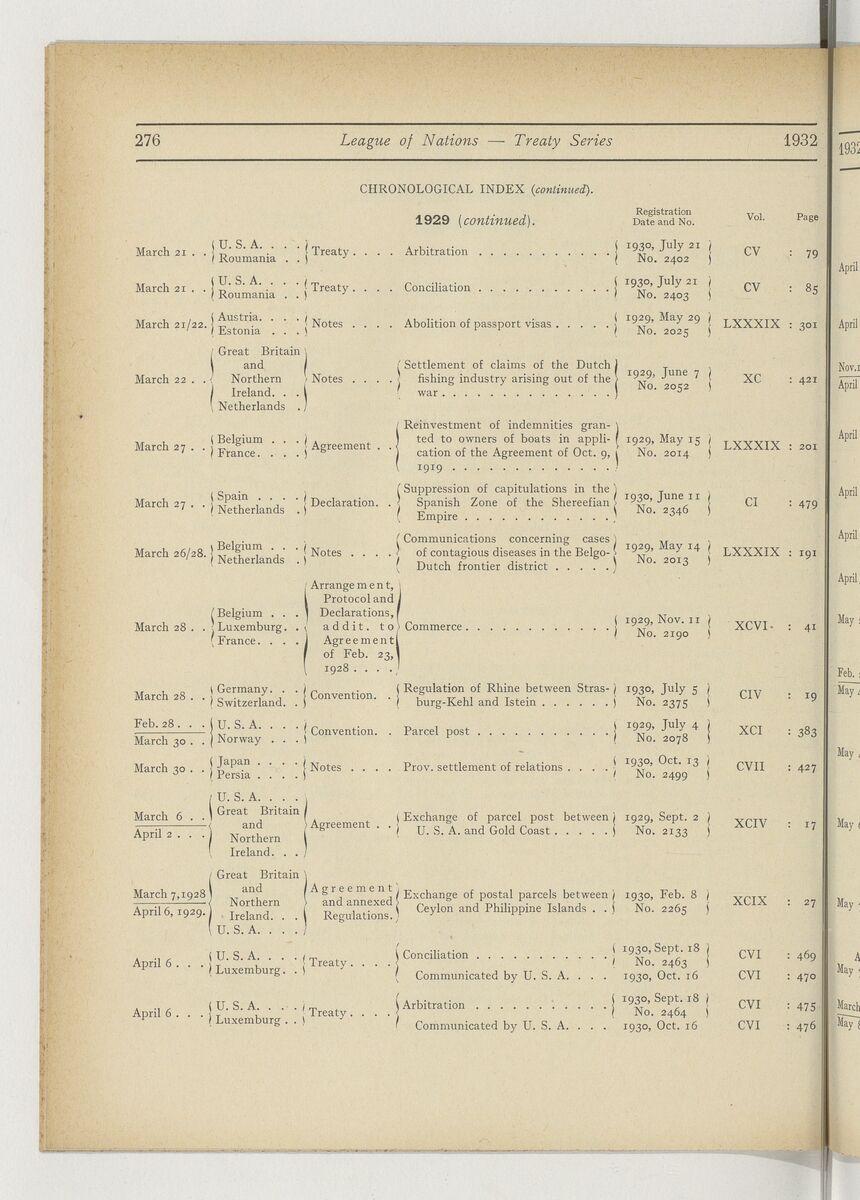 276 League of Nations — Treaty Series 1932
CHRONOLOGICAL INDEX (continued).
1929 (continued).
Registration Date and No. Vol. Page
March 21 . . U. S. A. . . . Roumania . . Treaty . . . . Arbitration . . . . . . . . . . . 1930, July 21 No. 2402 CV : 79
March 21 . . U. S. A. . . . Roumania . . Treaty . . . . Conciliation . . . . . . . . . . 1930, July 21 No. 2403 CV : 85
March 21/22. Austria. . . . Estonia . . . Notes . . . . Abolition of passport visas . . . . . 1929, May 29 No. 2025 LXXXIX : 301
March 22 . . Great Britain and Northern Ireland. . . Netherlands . Notes . . . . Settlement of claims of the Dutch fishing industry arising out of the war . . . . . . . . . . . . . 1929, June 7 No. 2052 XC : 421
March 27 . . Belgium . . . France. . . . Agreement . . Reinvestment of indemnities granted to owners of boats in application of the Agreement of Oct. 9, 1919 . . . . . . . . . . . . 1929, May 15 No. 2014 LXXXIX : 201
March 27 . . Spain . . . . Netherlands . Declaration. . Suppression of capitulations in the Spanish Zone of the Shereefian Empire . . . . . . . . . . . 1930, June 11 No. 2346 CI : 479
March 26/28. Belgium . . . Netherlands . Notes . . . . Communications concerning cases of contagious diseases in the Belgo-Dutch frontier district . . . . . 1929, May 14 No. 2013 LXXXIX : 191
March 28 . . Belgium . . . Luxemburg. . France. . . . Arrangement, Protocol and Declarations, addit. to Agreement of Feb. 23, 1928 . . . . Commerce . . . . . . . . . . . . 1929, Nov. 11 No. 2190 XCVI : 41
March 28 . . Germany. . . Switzerland. . Convention. . Regulation of Rhine between Strasburg-Kehl and Istein . . . . . . 1930, July 5 No. 2375 CIV : 19
Feb. 28 . . . March 30 . . U. S. A. . . . Norway . . . Convention. . Parcel post . . . . . . . . . . . 1929, July 4 No. 2078 XCI : 383
March 30 . . Japan . . . . Persia . . . . Notes . . . . Prov. settlement of relations . . . . 1930, Oct. 13 No. 2499 CVII : 427
March 6 . . April 2 . . . U. S. A. . . . Great Britain and Northern Ireland. . . Agreement . . Exchange of parcel post between U. S. A. and Gold Coast . . . . . 1929, Sept. 2 No. 2133 XCIV : 17
March 7, 1928 April 6, 1929. Great Britain and Northern Ireland. . . U. S. A. . . . Agreement and annexed Regulations. Exchange of postal parcels between Ceylon and Philippine Islands . . 1930, Feb. 8 No. 2265 XCIX : 27
April 6 . . . U. S. A. . . . Luxemburg. . Treaty . . . . Conciliation . . . . . . . . . . . 1930, Sept. 18 No. 2463 CVI : 469
Communicated by U. S. A. . . . 1930, Oct. 16 CVI : 470
April 6 . . . U. S. A. . . . Luxemburg . . Treaty . . . . Arbitration . . . . . . . . . . . 1930, Sept. 18 No. 2464 CVI : 475
Communicated by U. S. A. . . . 1930, Oct. 16 CVI : 476
1932
April
April
Nov.
April
April
April
April
April
May
Feb.
May
May
May
May
May
March
May